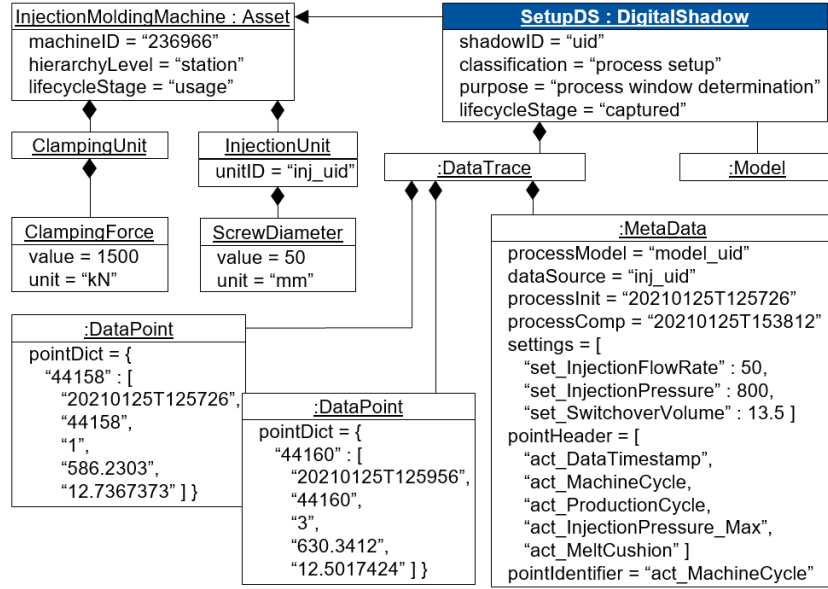 InjectionMoldingMachine : Asset
machineID = “236966”
hierarchyLevel = “station”
lifecycleStage = “usage”
SetupDS : DigitalShadow
shadowID = “uid”
classification = “process setup”
purpose = “process window determination”
lifecycleStage = “captured”
ClampingUnit
InjectionUnit
unitID = “inj_uid”
:DataTrace
:Model
ClampingForce
value = 1500
unit = “kN”
ScrewDiameter
value = 50
unit = “mm”
:MetaData
processModel = “model_uid”
dataSource = “inj_uid”
processInit = “20210125T125726”
processComp = “20210125T153812”
settings = [
“set_InjectionFlowRate” : 50,
“set_InjectionPressure” : 800,
“set_SwitchoverVolume” : 13.5 ]
pointHeader = [
“act_DataTimestamp”,
“act_MachineCycle,
“act_ProductionCycle,
“act_InjectionPressure_Max”,
“act_MeltCushion” ]
pointIdentifier = “act_MachineCycle”
:DataPoint
pointDict = {
“44158” : [
“20210125T125726”,
“44158”,
“1”,
“586.2303”,
“12.7367373” ] }
:DataPoint
pointDict = {
“44160” : [
“20210125T125956”,
“44160”,
“3”,
“630.3412”,
“12.5017424” ] }